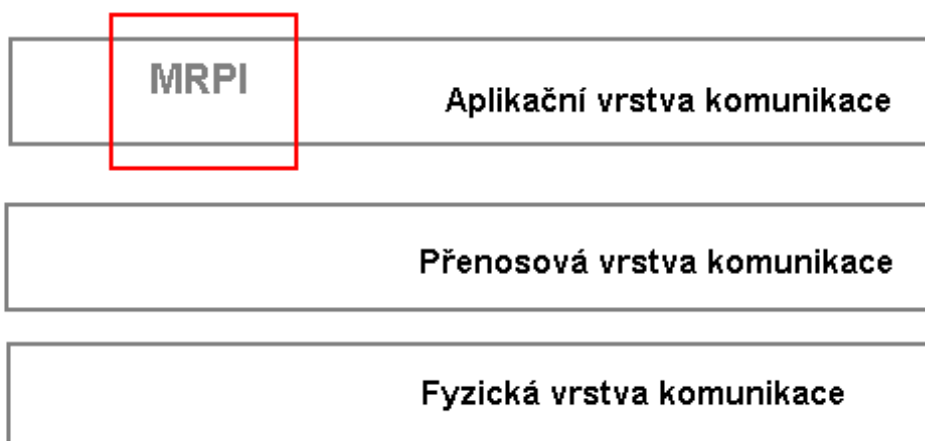 MRPI
Aplikační vrstva komunikace
Přenosová vrstva komunikace
Fyzická vrstva komunikace